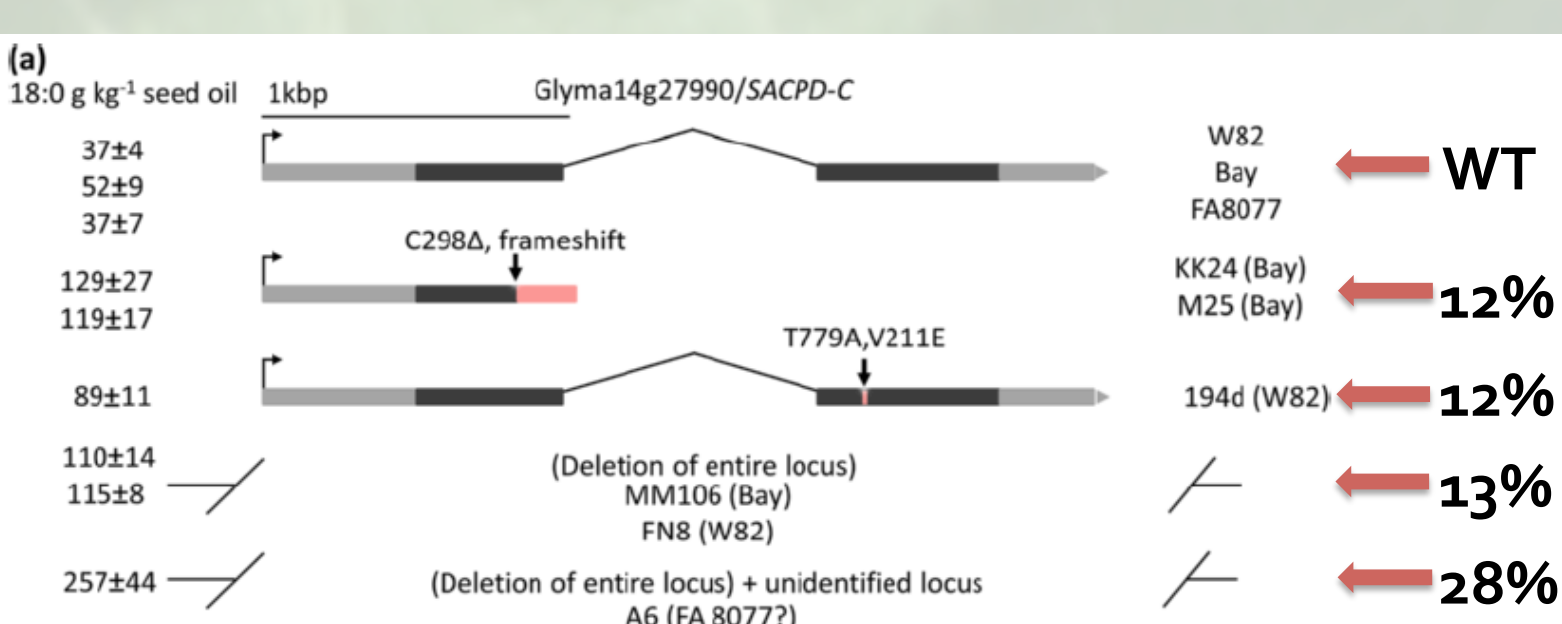 (a)
18:0 g kg⁻¹ seed oil 1kbp Glyma14g27990/SACPD-C
37±4 W82
52±9 Bay WT
37±7 FA8077
C298Δ, frameshift
129±27 KK24 (Bay) 12%
119±17 M25 (Bay)
T779A,V211E
89±11 194d (W82) 12%
110±14 (Deletion of entire locus)
115±8 MM106 (Bay) 13%
FN8 (W82)
257±44 (Deletion of entire locus) + unidentified locus 28%
A6 (FA 8077?)